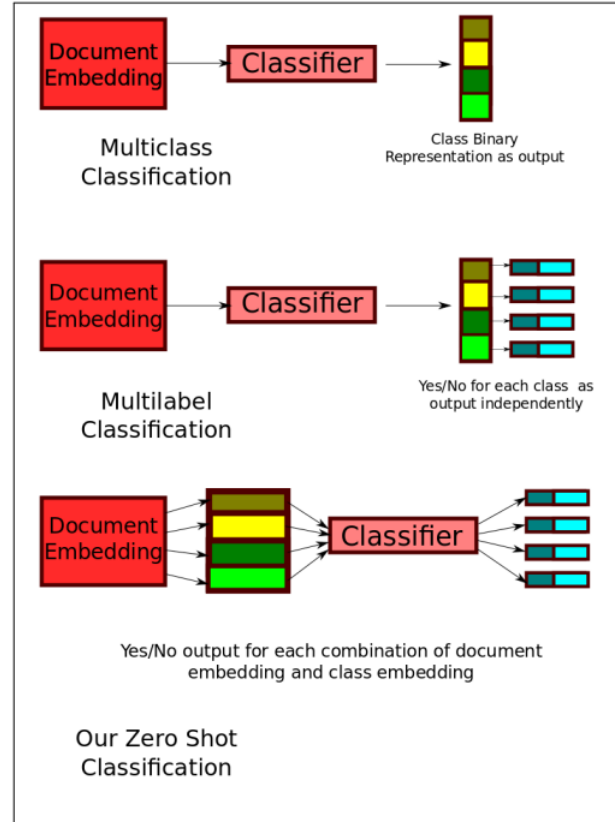 Document
Embedding
Classifier
Class Binary
Representation as output
Multiclass
Classification
Document
Embedding
Classifier
Yes/No for each class as
output independently
Multilabel
Classification
Document
Embedding
Classifier
Yes/No output for each combination of document
embedding and class embedding
Our Zero Shot
Classification